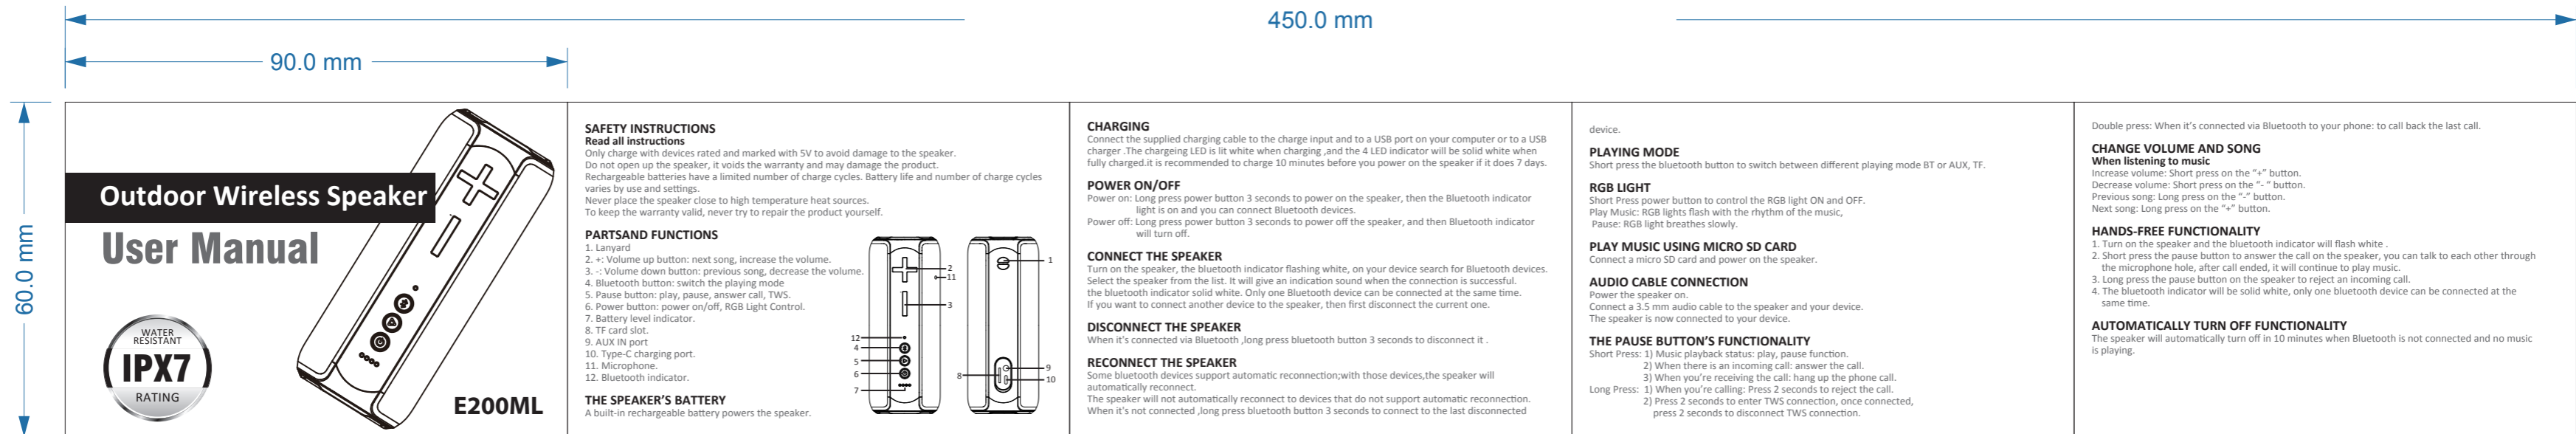 450.0 mm
90.0 mm
60.0 mm
Outdoor Wireless Speaker
User Manual
WATER
RESISTANT
IPX7
RATING
E200ML
SAFETY INSTRUCTIONS
Read all instructions
Only charge with devices rated and marked with 5V to avoid damage to the speaker.
Do not open up the speaker, it voids the warranty and may damage the product.
Rechargeable batteries have a limited number of charge cycles. Battery life and number of charge cycles
varies by use and settings.
Never place the speaker close to high temperature heat sources.
To keep the warranty valid, never try to repair the product yourself.
PARTSAND FUNCTIONS
1. Lanyard
2. +: Volume up button: next song, increase the volume.
3. -: Volume down button: previous song, decrease the volume.
4. Bluetooth button: switch the playing mode
5. Pause button: play, pause, answer call, TWS.
6. Power button: power on/off, RGB Light Control.
7. Battery level indicator.
8. TF card slot.
9. AUX IN port
10. Type-C charging port.
11. Microphone.
12. Bluetooth indicator.
2
11
3
12
4
5
6
7
1
8
9
10
THE SPEAKER'S BATTERY
A built-in rechargeable battery powers the speaker.
CHARGING
Connect the supplied charging cable to the charge input and to a USB port on your computer or to a USB
charger .The chargeing LED is lit white when charging ,and the 4 LED indicator will be solid white when
fully charged.it is recommended to charge 10 minutes before you power on the speaker if it does 7 days.
POWER ON/OFF
Power on: Long press power button 3 seconds to power on the speaker, then the Bluetooth indicator
light is on and you can connect Bluetooth devices.
Power off: Long press power button 3 seconds to power off the speaker, and then Bluetooth indicator
will turn off.
CONNECT THE SPEAKER
Turn on the speaker, the bluetooth indicator flashing white, on your device search for Bluetooth devices.
Select the speaker from the list. It will give an indication sound when the connection is successful.
the bluetooth indicator solid white. Only one Bluetooth device can be connected at the same time.
If you want to connect another device to the speaker, then first disconnect the current one.
DISCONNECT THE SPEAKER
When it's connected via Bluetooth ,long press bluetooth button 3 seconds to disconnect it .
RECONNECT THE SPEAKER
Some bluetooth devices support automatic reconnection;with those devices,the speaker will
automatically reconnect.
The speaker will not automatically reconnect to devices that do not support automatic reconnection.
When it's not connected ,long press bluetooth button 3 seconds to connect to the last disconnected
device.
PLAYING MODE
Short press the bluetooth button to switch between different playing mode BT or AUX, TF.
RGB LIGHT
Short Press power button to control the RGB light ON and OFF.
Play Music: RGB lights flash with the rhythm of the music,
Pause: RGB light breathes slowly.
PLAY MUSIC USING MICRO SD CARD
Connect a micro SD card and power on the speaker.
AUDIO CABLE CONNECTION
Power the speaker on.
Connect a 3.5 mm audio cable to the speaker and your device.
The speaker is now connected to your device.
THE PAUSE BUTTON'S FUNCTIONALITY
Short Press: 1) Music playback status: play, pause function.
2) When there is an incoming call: answer the call.
3) When you're receiving the call: hang up the phone call.
Long Press: 1) When you're calling: Press 2 seconds to reject the call.
2) Press 2 seconds to enter TWS connection, once connected,
press 2 seconds to disconnect TWS connection.
Double press: When it's connected via Bluetooth to your phone: to call back the last call.
CHANGE VOLUME AND SONG
When listening to music
Increase volume: Short press on the "+" button.
Decrease volume: Short press on the "- " button.
Previous song: Long press on the "-" button.
Next song: Long press on the "+" button.
HANDS-FREE FUNCTIONALITY
1. Turn on the speaker and the bluetooth indicator will flash white .
2. Short press the pause button to answer the call on the speaker, you can talk to each other through
the microphone hole, after call ended, it will continue to play music.
3. Long press the pause button on the speaker to reject an incoming call.
4. The bluetooth indicator will be solid white, only one bluetooth device can be connected at the
same time.
AUTOMATICALLY TURN OFF FUNCTIONALITY
The speaker will automatically turn off in 10 minutes when Bluetooth is not connected and no music
is playing.